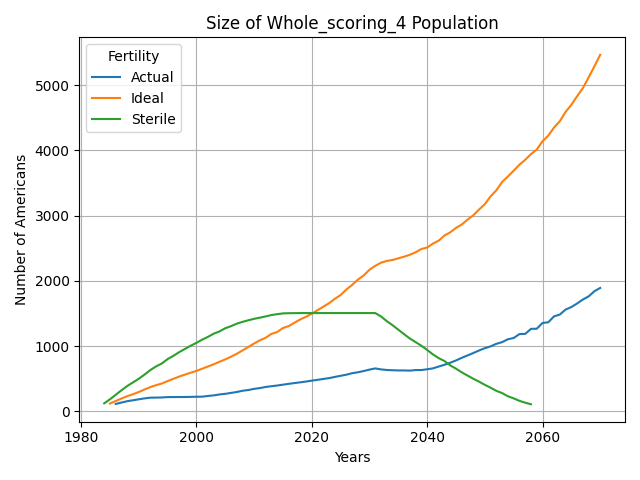 Size of Whole_scoring_4 Population
Fertility
Actual
Ideal
Sterile
Number of Americans
5000
4000
3000
2000
1000
0
1980
2000
2020
2040
2060
Years